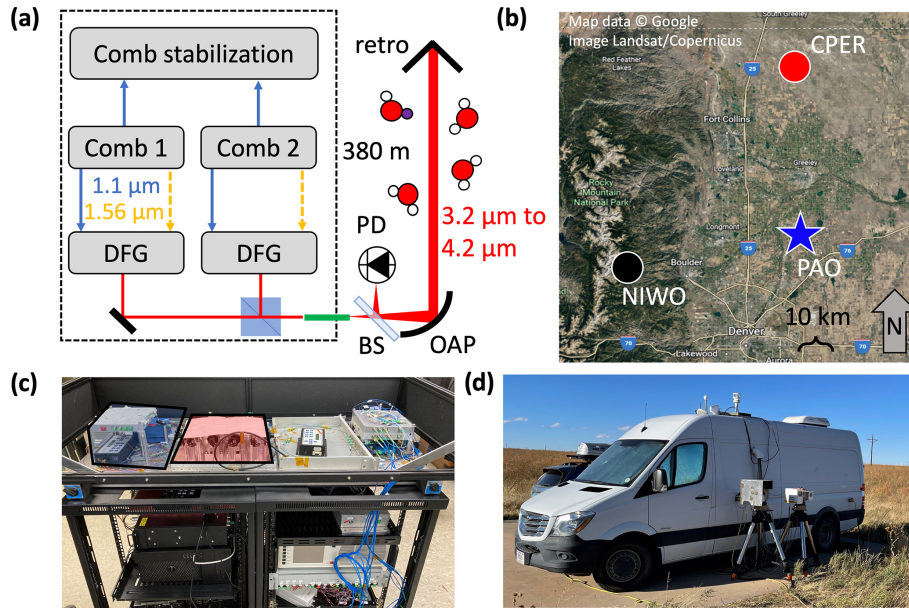 (a)
Comb stabilization
Comb 1
Comb 2
1.1 µm
1.56 µm
DFG
DFG
retro
380 m
PD
3.2 µm to
4.2 µm
BS
OAP
(b)
Map data © Google
Image Landsat/Copernicus
South Greeley
CPER
Red Feather
Lakes
25
Fort Collins
Greeley
Loveland
Rocky
Mountain
National Park
Longmont
25
76
PAO
Boulder
NIWO
Denver
10 km
N
70
Lakewood
Aurora
70
(c)
(d)